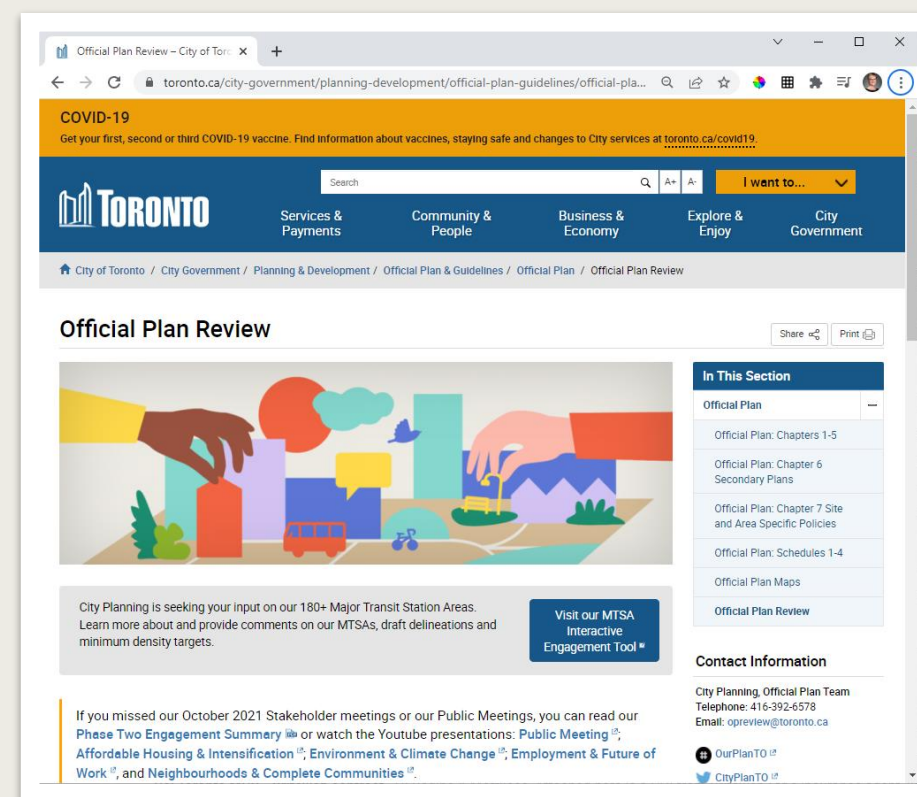 Official Plan Review – City of Torc
toronto.ca/city-government/planning-development/official-plan-guidelines/official-pla...
COVID-19
Get your first, second or third COVID-19 vaccine. Find information about vaccines, staying safe and changes to City services at toronto.ca/covid19.
Search
A+ A-
I want to...
TORONTO
Services & Payments
Community & People
Business & Economy
Explore & Enjoy
City Government
City of Toronto / City Government / Planning & Development / Official Plan & Guidelines / Official Plan / Official Plan Review
Official Plan Review
Share
Print
In This Section
Official Plan
Official Plan: Chapters 1-5
Official Plan: Chapter 6
Secondary Plans
Official Plan: Chapter 7 Site
and Area Specific Policies
Official Plan: Schedules 1-4
Official Plan Maps
Official Plan Review
City Planning is seeking your input on our 180+ Major Transit Station Areas.
Learn more about and provide comments on our MTSAs, draft delineations and
minimum density targets.
Visit our MTSA
Interactive
Engagement Tool
Contact Information
City Planning, Official Plan Team
Telephone: 416-392-6578
Email: opreview@toronto.ca
OurPlanTO
CityPlanTO
If you missed our October 2021 Stakeholder meetings or our Public Meetings, you can read our
Phase Two Engagement Summary or watch the Youtube presentations: Public Meeting;
Affordable Housing & Intensification; Environment & Climate Change; Employment & Future of
Work, and Neighbourhoods & Complete Communities.